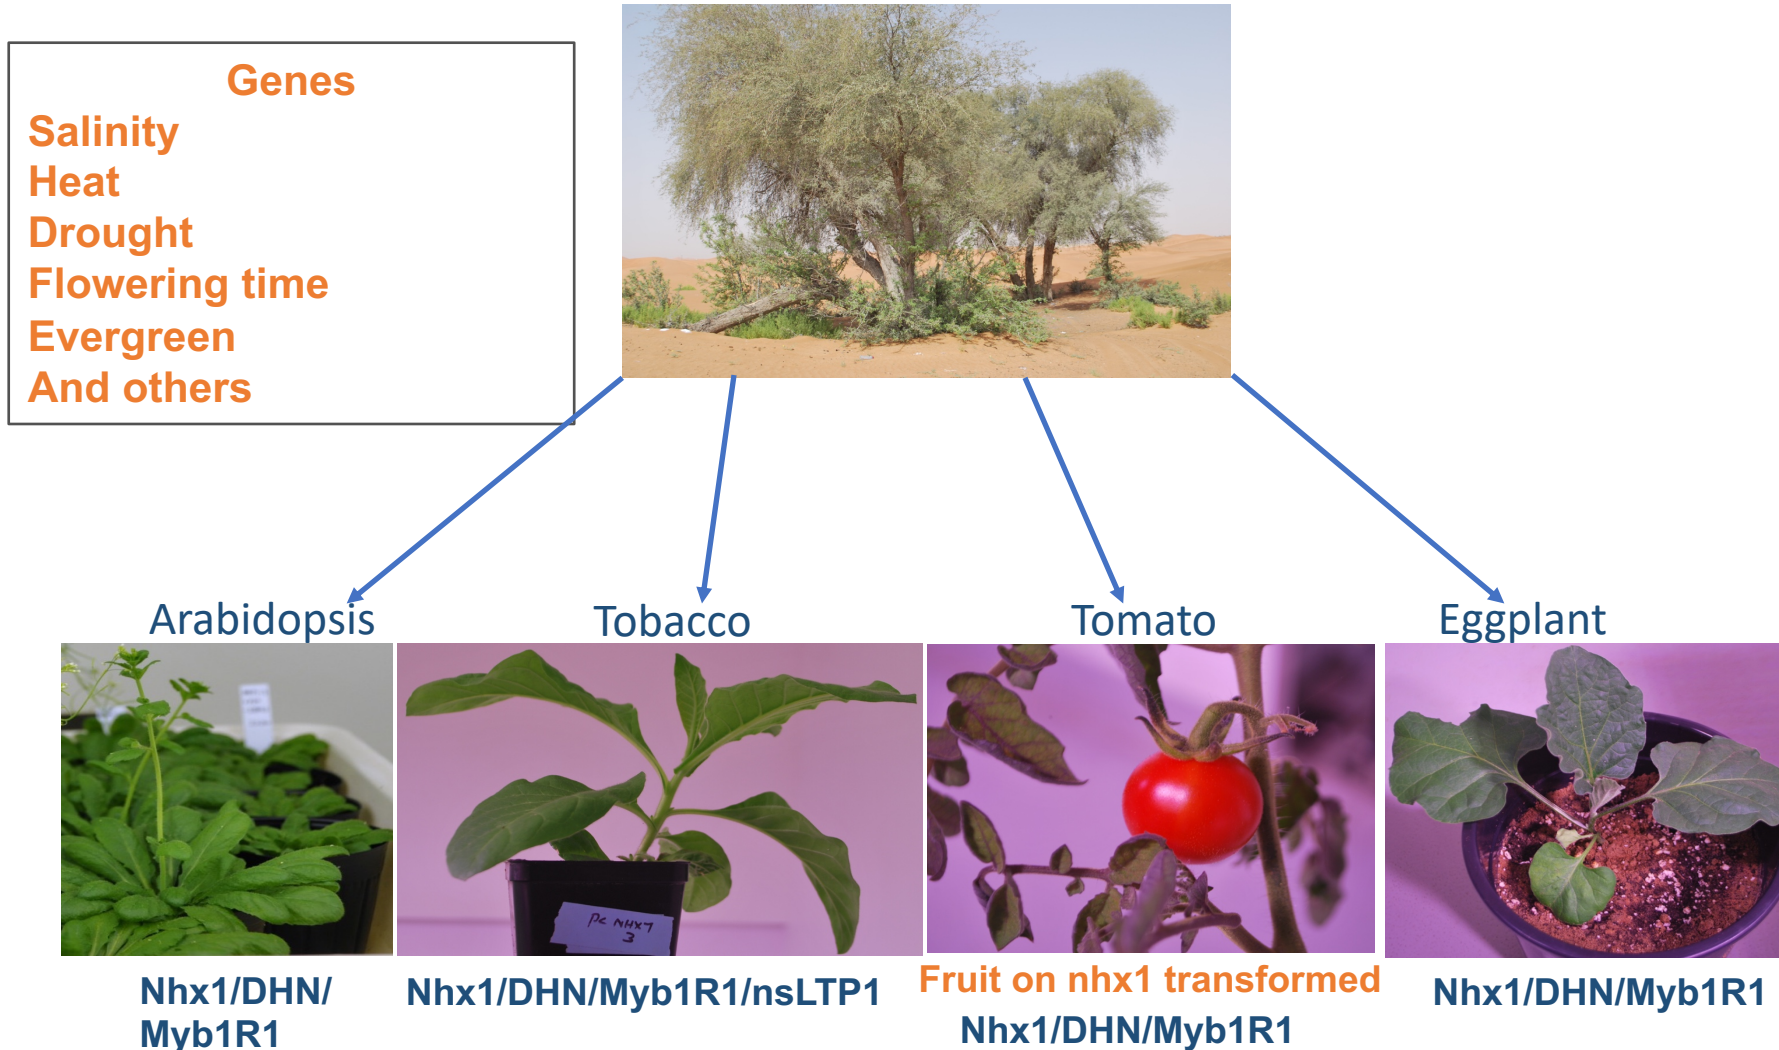 Genes
Salinity
Heat
Drought
Flowering time
Evergreen
And others
Arabidopsis
Tobacco
Tomato
Eggplant
Pc NHX1
3
Nhx1/DHN/
Myb1R1
Nhx1/DHN/Myb1R1/nsLTP1
Fruit on nhx1 transformed
Nhx1/DHN/Myb1R1
Nhx1/DHN/Myb1R1